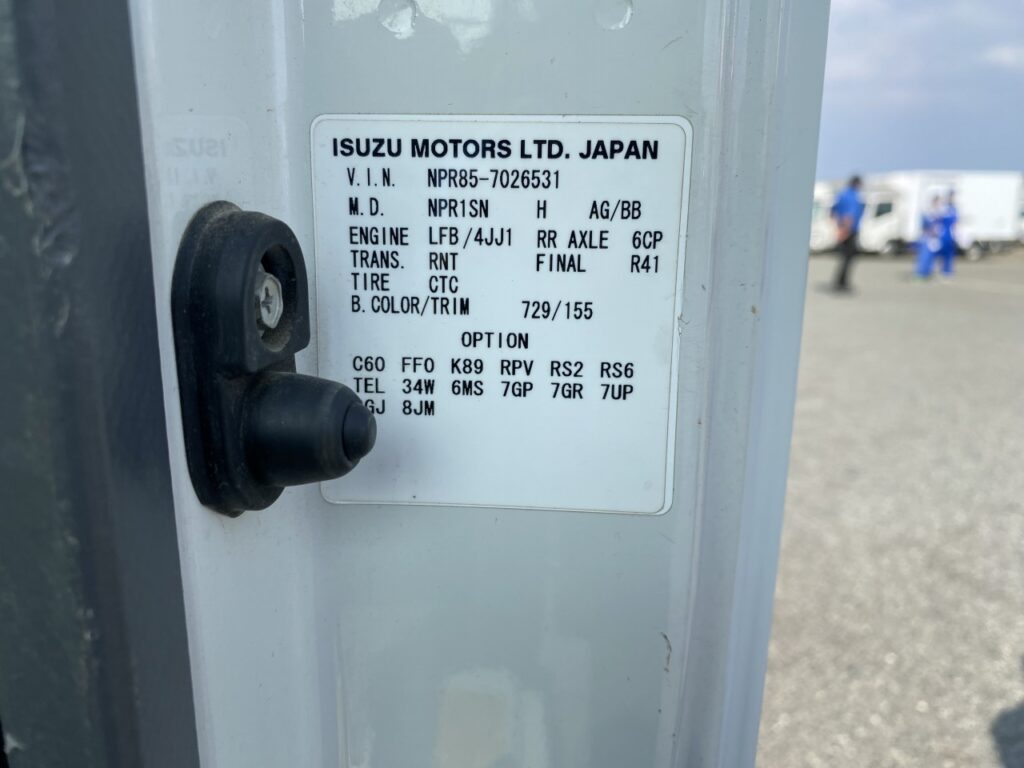 ISUZU MOTORS LTD. JAPAN
V.I.N. NPR85-7026531
M.D. NPR1SN H AG/BB
ENGINE LFB/4JJ1 RR AXLE 6CP
TRANS. RNT FINAL R41
TIRE CTC
B.COLOR/TRIM 729/155
OPTION
C60 FF0 K89 RPV RS2 RS6
TEL 34W 6MS 7GP 7GR 7UP
8JM